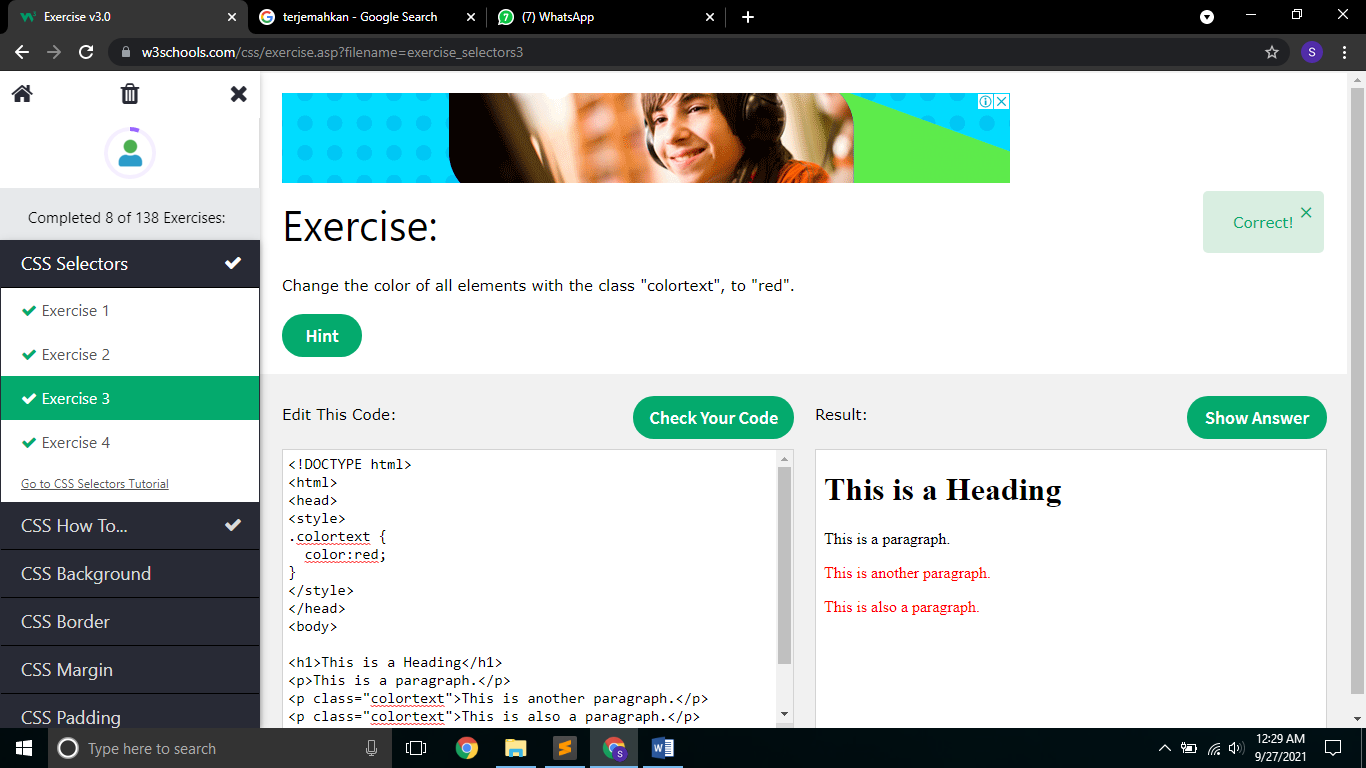 Exercise v3.0
terjemahkan - Google Search
(7) WhatsApp
w3schools.com/css/exercise.asp?filename=exercise_selectors3
S
Completed 8 of 138 Exercises:
CSS Selectors
Exercise 1
Exercise 2
Exercise 3
Exercise 4
Go to CSS Selectors Tutorial
CSS How To...
CSS Background
CSS Border
CSS Margin
CSS Padding
Exercise:
Correct!
Change the color of all elements with the class "colortext", to "red".
Hint
Edit This Code:
Check Your Code
<!DOCTYPE html>
<html>
<head>
<style>
.colortext {
  color:red;
}
</style>
</head>
<body>
<h1>This is a Heading</h1>
<p>This is a paragraph.</p>
<p class="colortext">This is another paragraph.</p>
<p class="colortext">This is also a paragraph.</p>
Result:
Show Answer
This is a Heading
This is a paragraph.
This is another paragraph.
This is also a paragraph.
Type here to search
12:29 AM
9/27/2021